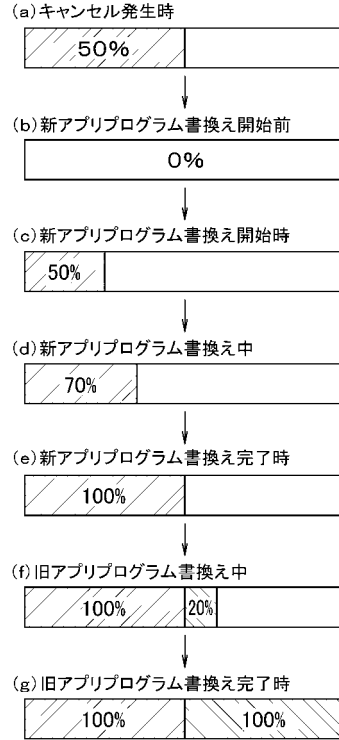 (a)キャンセル発生時
50%
(b)新アプリプログラム書換え開始前
0%
(c)新アプリプログラム書換え開始時
50%
(d)新アプリプログラム書換え中
70%
(e)新アプリプログラム書換え完了時
100%
(f)旧アプリプログラム書換え中
100% 20%
(g)旧アプリプログラム書換え完了時
100% 100%